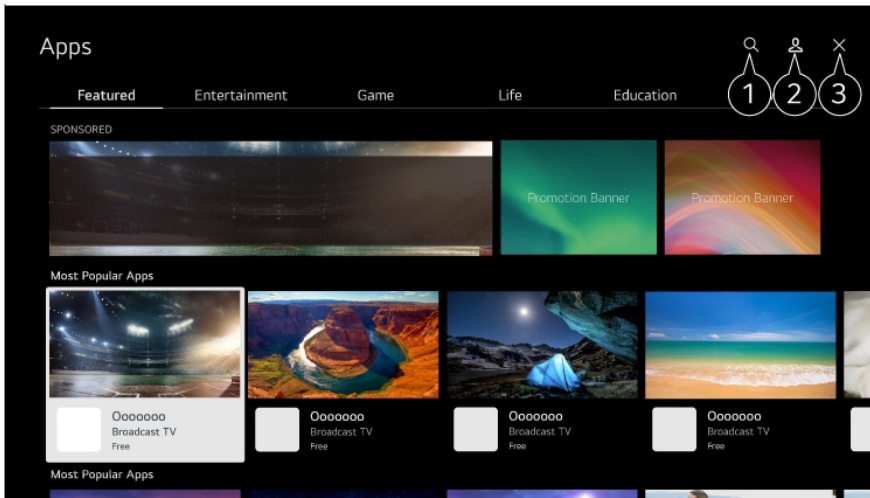 Apps
Featured Entertainment Game Life Education
1 2 3
SPONSORED
Promotion Banner Promotion Banner
Most Popular Apps
Ooooooo Ooooooo Ooooooo Ooooooo
Broadcast TV Broadcast TV Broadcast TV Broadcast TV
Free Free Free Free
Most Popular Apps